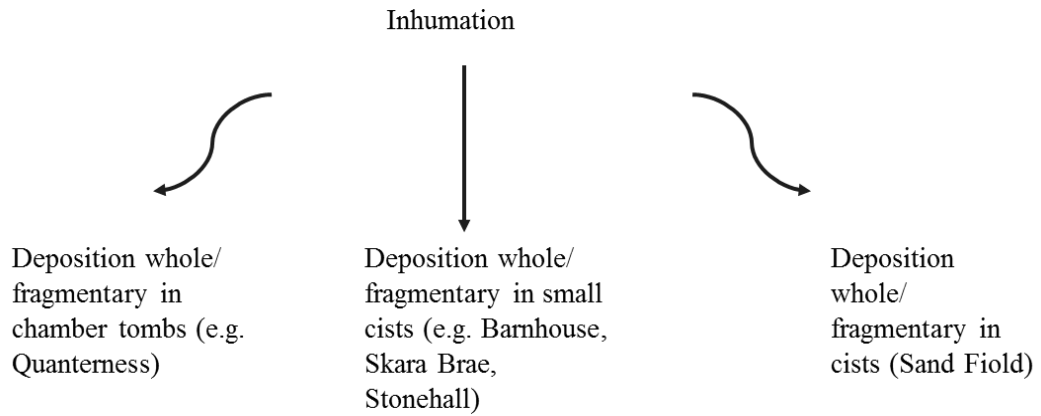 Inhumation
Deposition whole/
fragmentary in
chamber tombs (e.g.
Quanterness)
Deposition whole/
fragmentary in small
cists (e.g. Barnhouse,
Skara Brae,
Stonehall)
Deposition
whole/
fragmentary in
cists (Sand Fiold)